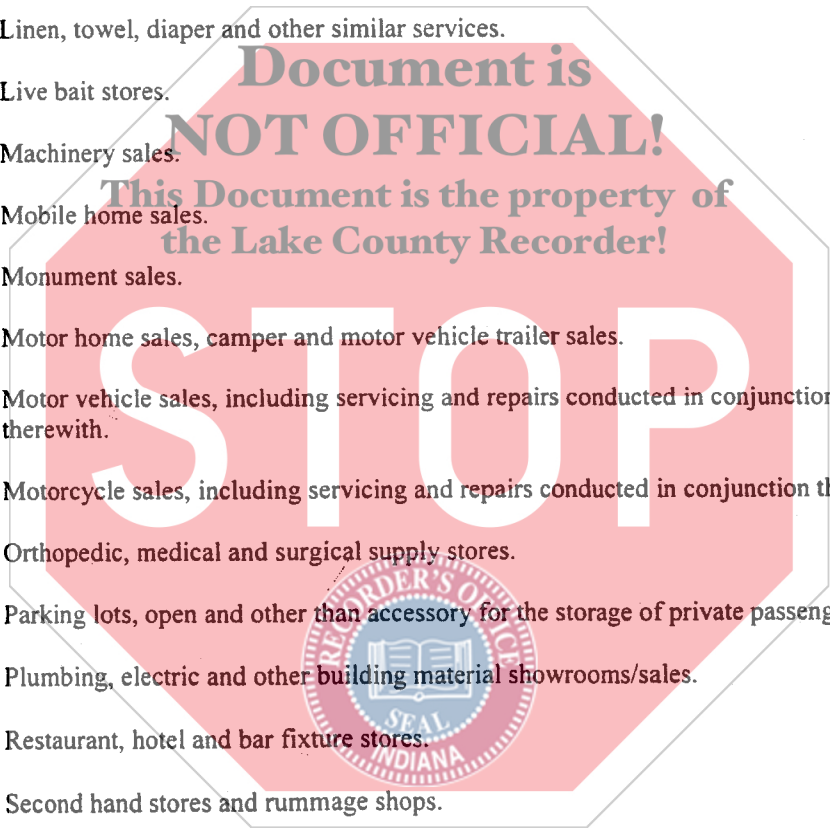 Linen, towel, diaper and other similar services.
Document is
Live bait stores.
NOT OFFICIAL!
Machinery sales.
This Document is the property of
Mobile home sales.
the Lake County Recorder!
Monument sales.
STOP
Motor home sales, camper and motor vehicle trailer sales.
Motor vehicle sales, including servicing and repairs conducted in conjunction
therewith.
Motorcycle sales, including servicing and repairs conducted in conjunction
Orthopedic, medical and surgical supply stores.
RECORDER'S OFFICE
Parking lots, open and other than accessory for the storage of private
Plumbing, electric and other building material showrooms/sales.
SEAL
Restaurant, hotel and bar fixture stores.
INDIANA
Second hand stores and rummage shops.